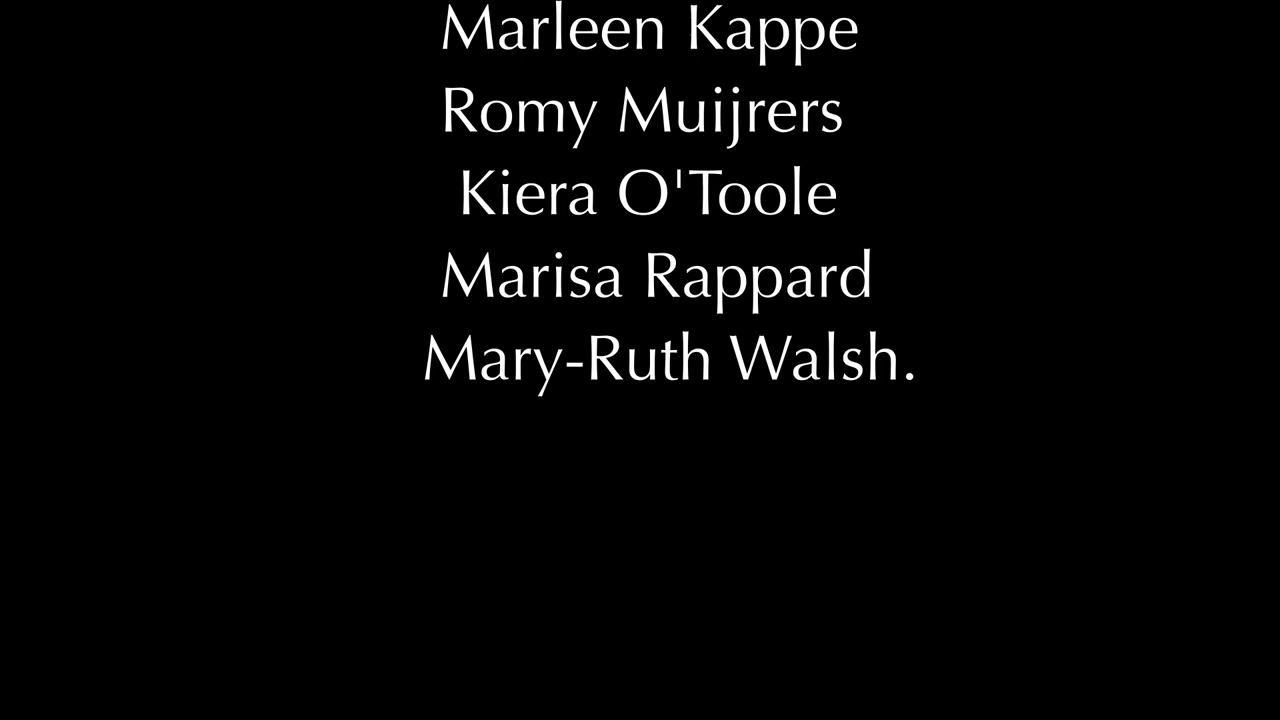 Marleen Kappe
Romy Muijrers
Kiera O'Toole
Marisa Rappard
Mary-Ruth Walsh.